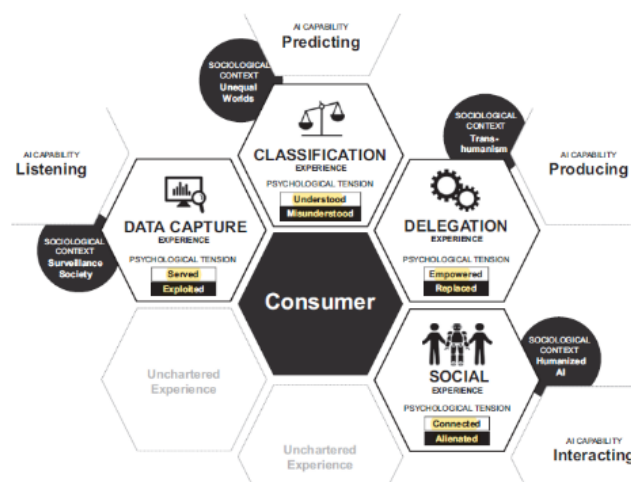 AI CAPABILITY
Predicting
SOCIOLOGICAL
CONTEXT
Unequal
Worlds
CLASSIFICATION
EXPERIENCE
PSYCHOLOGICAL TENSION
Understood
Misunderstood
SOCIOLOGICAL
CONTEXT
Trans-
humanism
AI CAPABILITY
Listening
AI CAPABILITY
Producing
DATA CAPTURE
EXPERIENCE
PSYCHOLOGICAL TENSION
Served
Exploited
SOCIOLOGICAL
CONTEXT
Surveillance
Society
DELEGATION
EXPERIENCE
PSYCHOLOGICAL TENSION
Empowered
Replaced
Consumer
SOCIAL
EXPERIENCE
PSYCHOLOGICAL TENSION
Connected
Alienated
SOCIOLOGICAL
CONTEXT
Humanized
AI
Unchartered
Experience
Unchartered
Experience
AI CAPABILITY
Interacting